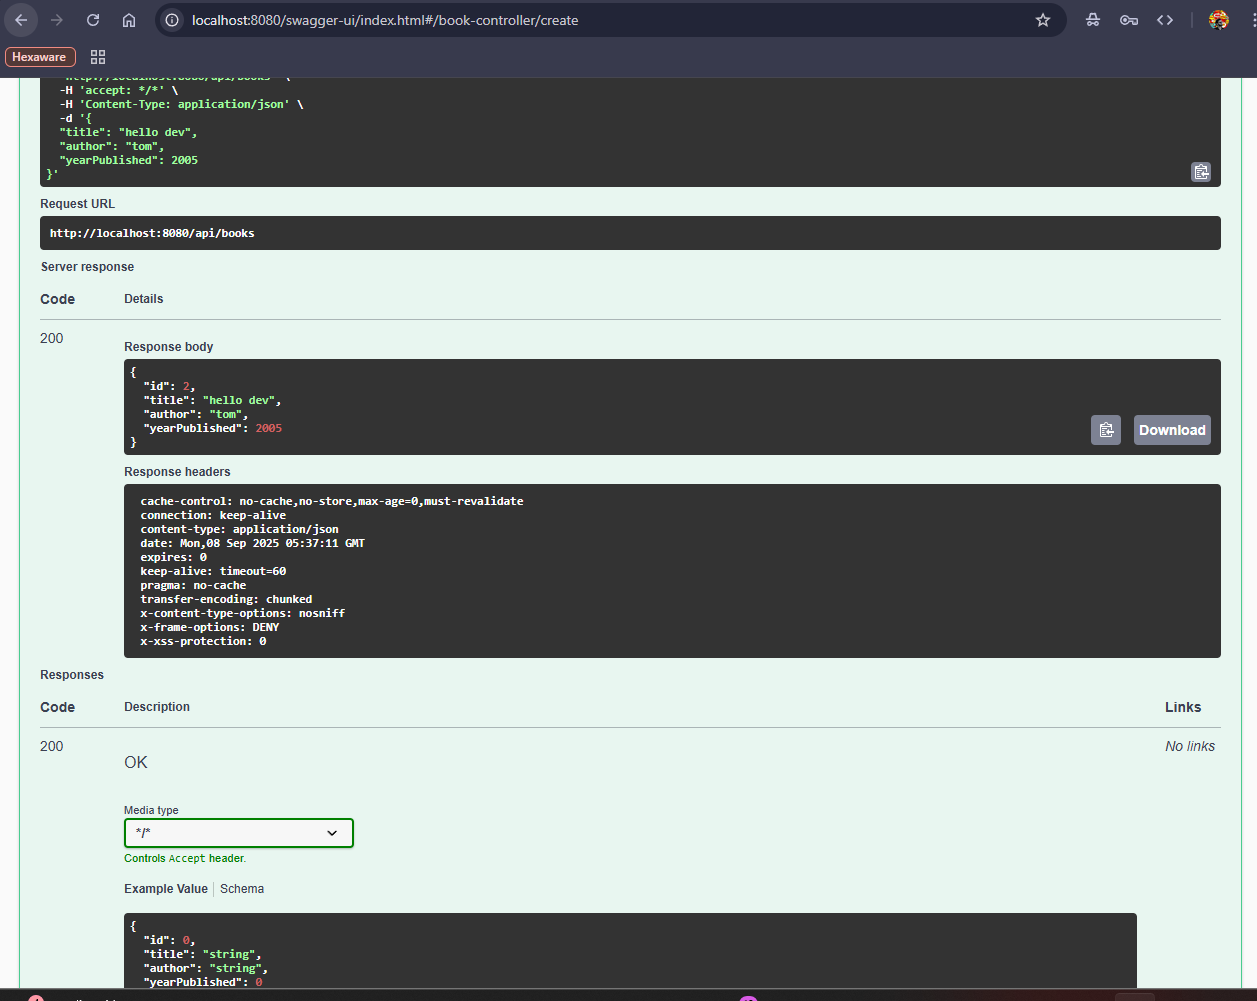 localhost:8080/swagger-ui/index.html#/book-controller/create
Hexaware
'http://localhost:8080/api/books' \
-H 'accept: */*' \
-H 'Content-Type: application/json' \
-d '{
"title": "hello dev",
"author": "tom",
"yearPublished": 2005
}'
Request URL
http://localhost:8080/api/books
Server response
Code Details
200
Response body
{
"id": 2,
"title": "hello dev",
"author": "tom",
"yearPublished": 2005
}
Download
Response headers
cache-control: no-cache,no-store,max-age=0,must-revalidate
connection: keep-alive
content-type: application/json
date: Mon,08 Sep 2025 05:37:11 GMT
expires: 0
keep-alive: timeout=60
pragma: no-cache
transfer-encoding: chunked
x-content-type-options: nosniff
x-frame-options: DENY
x-xss-protection: 0
Responses
Code Description Links
200
OK
No links
Media type
*/*
Controls Accept header.
Example Value Schema
{
"id": 0,
"title": "string",
"author": "string",
"yearPublished": 0